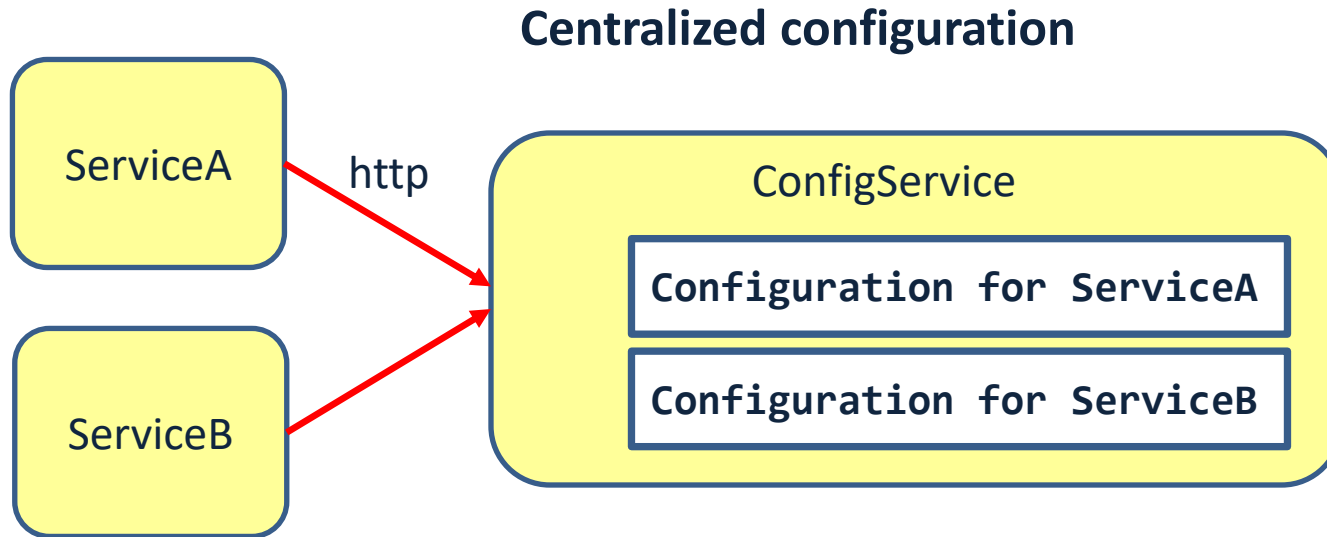 Centralized configuration
ServiceA
http
ConfigService
Configuration for ServiceA
Configuration for ServiceB
ServiceB